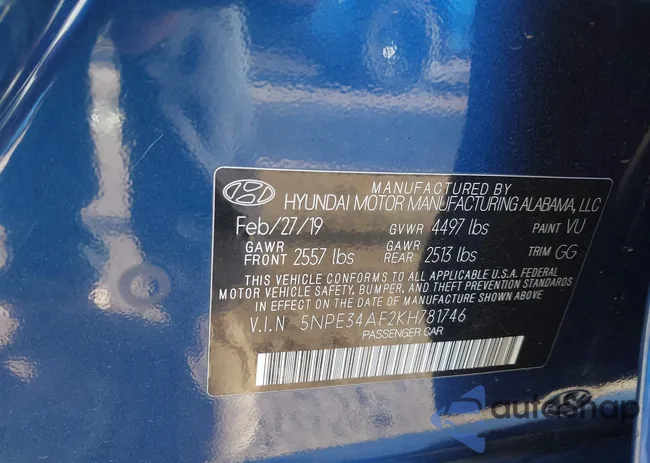 MANUFACTURED BY
HYUNDAI MOTOR MANUFACTURING ALABAMA, LLC
Feb/27/19 GVWR 4497 lbs PAINT VU
GAWR FRONT 2557 lbs GAWR REAR 2513 lbs TRIM GG
THIS VEHICLE CONFORMS TO ALL APPLICABLE U.S.A. FEDERAL
MOTOR VEHICLE SAFETY, BUMPER, AND THEFT PREVENTION STANDARDS
IN EFFECT ON THE DATE OF MANUFACTURE SHOWN ABOVE.
V.I.N 5NPE34AF2KH781746
PASSENGER CAR
autoSnap